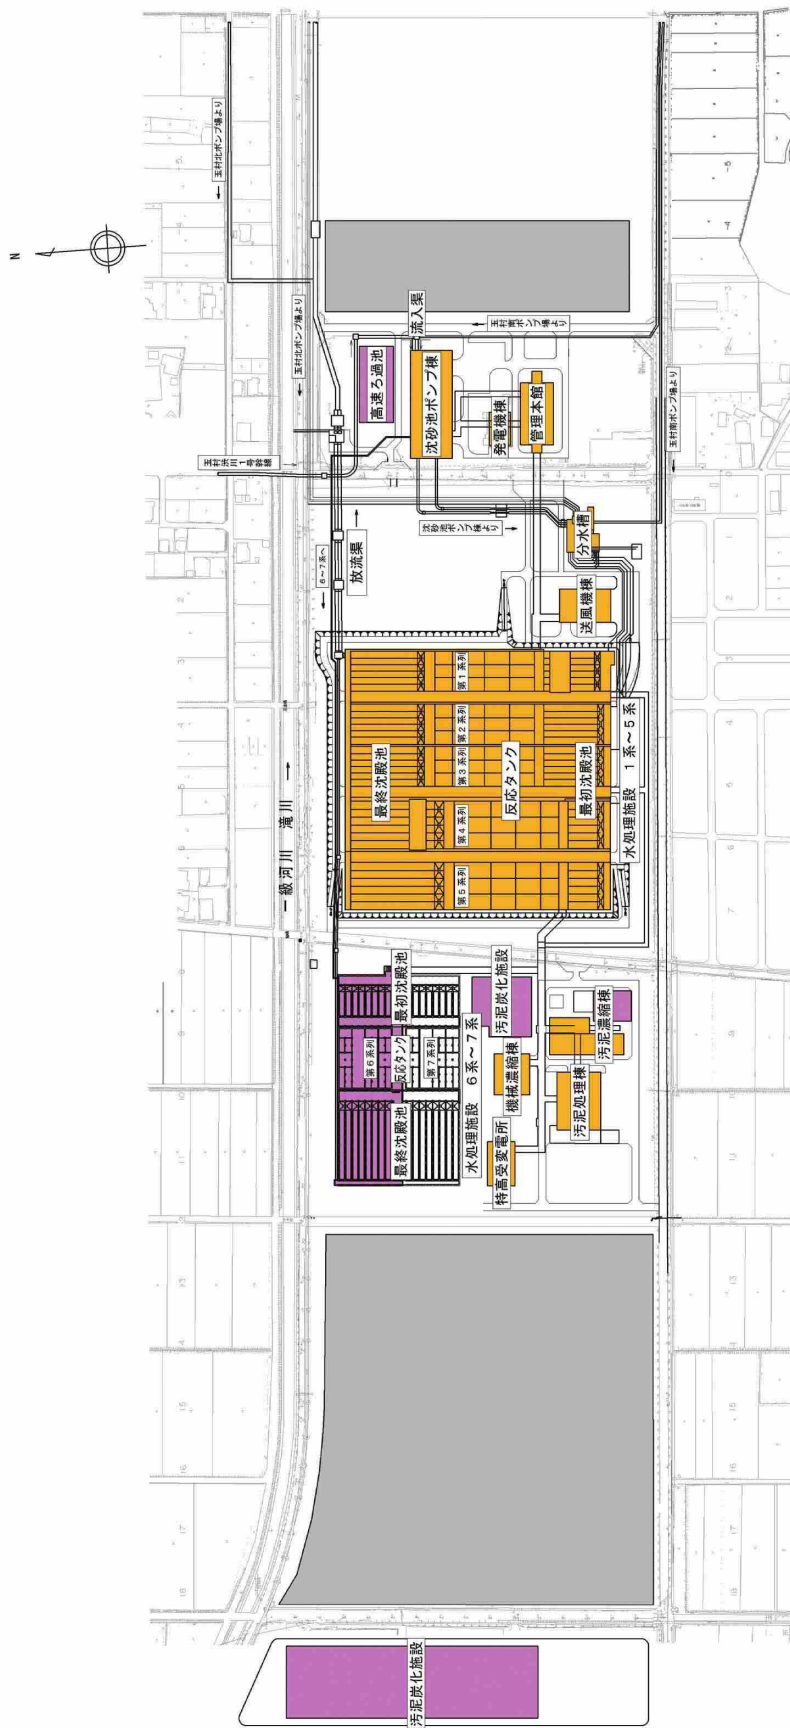 N
玉村北ポンプ場より
玉村北ポンプ場より
玉村渋川1号幹線
6～7系へ
放流渠
一級河川 滝川
高速ろ過池
流入渠
玉村南ポンプ場より
沈砂池ポンプ棟
発電機棟
管理本館
玉村南ポンプ場より
沈砂池ポンプ棟より
分水槽
送風機棟
最終沈殿池
第1系列
第2系列
第3系列
第4系列
第5系列
反応タンク
最初沈殿池
水処理施設 1系～5系
最初沈殿池
第6系列
反応タンク
第7系列
最終沈殿池
水処理施設 6系～7系
汚泥炭化施設
機械濃縮棟
特高受変電所
汚泥濃縮棟
汚泥処理棟
汚泥炭化施設